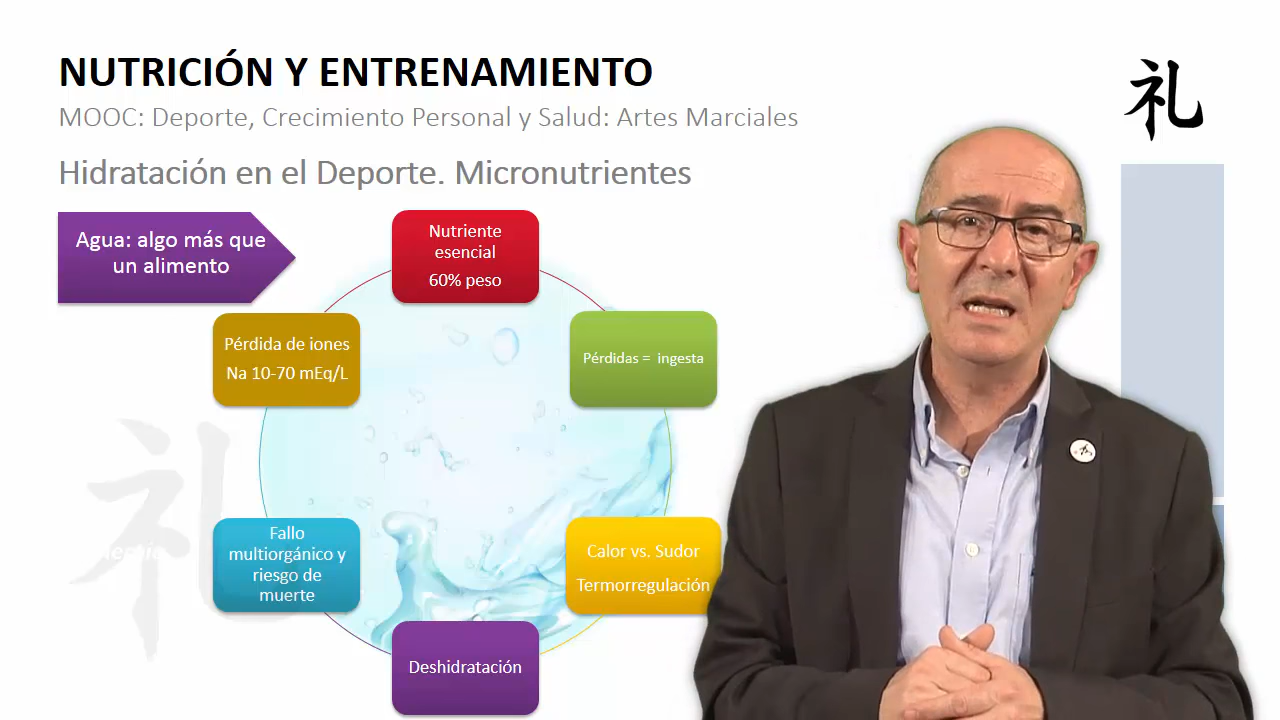 NUTRICIÓN Y ENTRENAMIENTO
礼
MOOC: Deporte, Crecimiento Personal y Salud: Artes Marciales
Hidratación en el Deporte. Micronutrientes
Agua: algo más que
un alimento
Nutriente
esencial
60% peso
Pérdidas = ingesta
Calor vs. Sudor
Termorregulación
Deshidratación
Fallo
multiorgánico y
riesgo de
muerte
Pérdida de iones
Na 10-70 mEq/L
礼